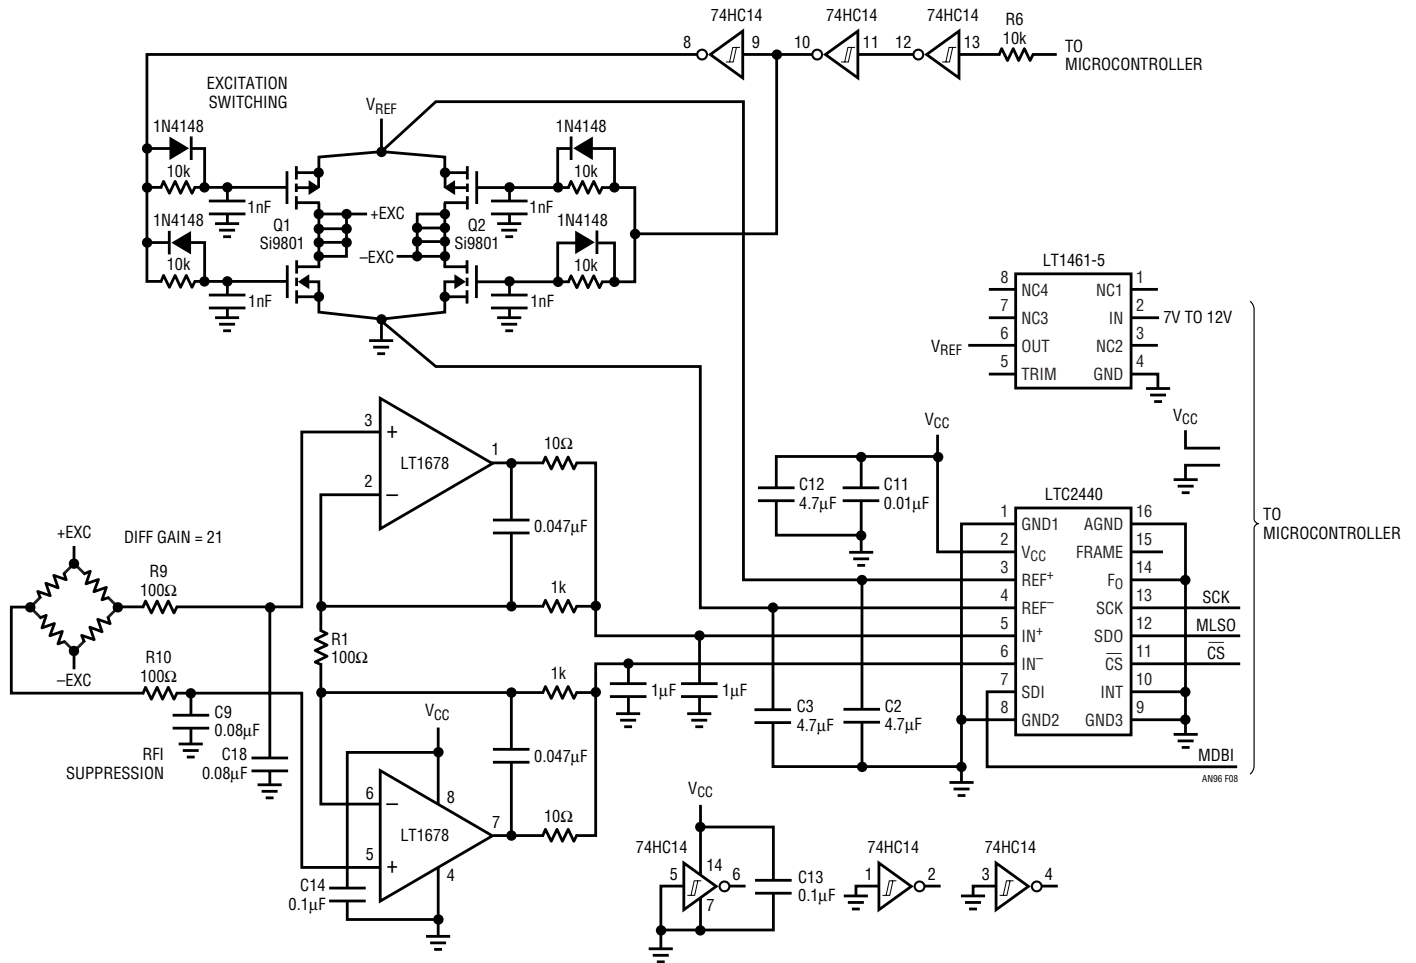 74HC14
74HC14
74HC14
R6
10k
8
9
10
11
12
13
TO
MICROCONTROLLER
EXCITATION
SWITCHING
VREF
1N4148
10k
1nF
1N4148
10k
1nF
Q1
Si9801
+EXC
–EXC
Q2
Si9801
1N4148
10k
1nF
1N4148
10k
1nF
LT1461-5
8
NC4
NC1
1
7
NC3
IN
2
7V TO 12V
VREF
6
OUT
NC2
3
5
TRIM
GND
4
VCC
3
+
LT1678
2
–
1
10Ω
0.047µF
1k
+EXC
DIFF GAIN = 21
R9
100Ω
R1
100Ω
–EXC
R10
100Ω
C9
0.08µF
C18
0.08µF
RFI
SUPPRESSION
1k
VCC
0.047µF
6
–
8
LT1678
7
10Ω
5
+
4
C14
0.1µF
1µF
1µF
VCC
C12
4.7µF
C11
0.01µF
C3
4.7µF
C2
4.7µF
LTC2440
1
GND1
AGND
16
2
VCC
FRAME
15
3
REF+
FO
14
4
REF–
SCK
13
SCK
5
IN+
SDO
12
MLSO
6
IN–
CS
11
CS
7
SDI
INT
10
8
GND2
GND3
9
MDBI
AN96 F08
TO
MICROCONTROLLER
VCC
74HC14
5
14
6
7
C13
0.1µF
74HC14
1
2
74HC14
3
4